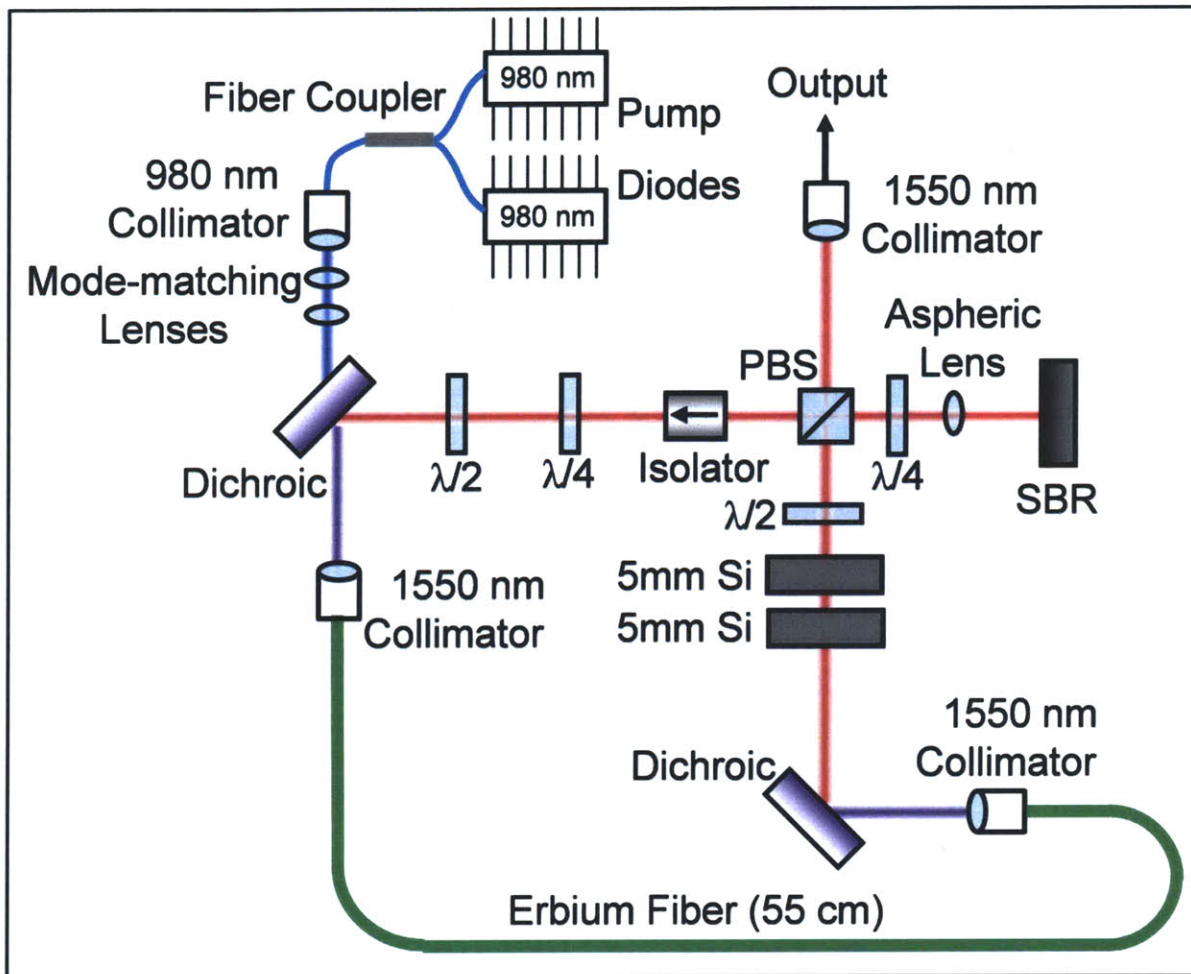 980 nm
Fiber Coupler
Pump
Diodes
980 nm
980 nm
Collimator
Mode-matching
Lenses
Output
1550 nm
Collimator
Aspheric
Lens
PBS
Dichroic
λ/2
λ/4
Isolator
λ/4
SBR
λ/2
5mm Si
5mm Si
1550 nm
Collimator
1550 nm
Collimator
Dichroic
Erbium Fiber (55 cm)